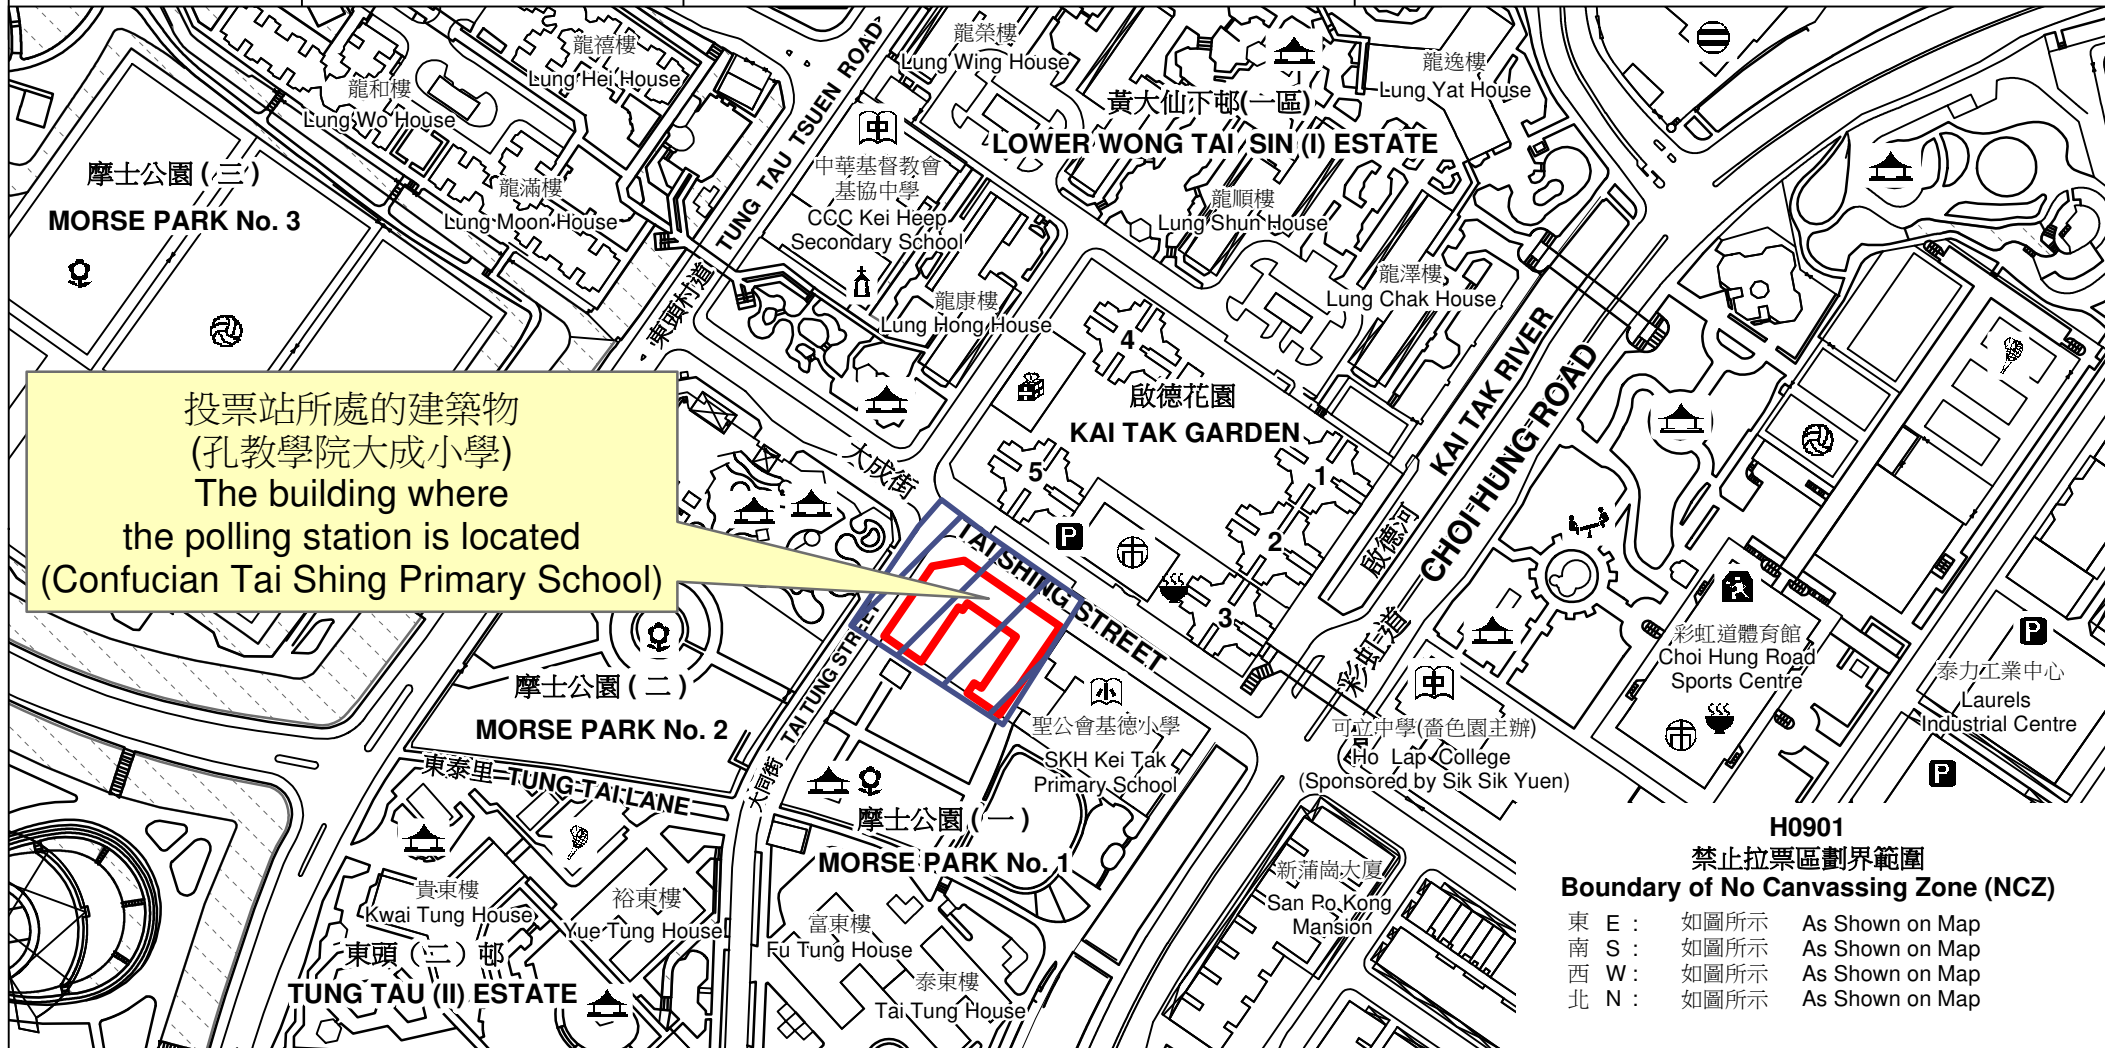 龍禧樓
Lung Hei House
龍和樓
Lung Wo House
龍滿樓
Lung Moon House
摩士公園(三)
MORSE PARK No. 3
TUNG TAU TSUEN ROAD
東頭村道
龍榮樓
Lung Wing House
龍逸樓
Lung Yat House
黃大仙下邨(一區)
LOWER WONG TAI SIN (I) ESTATE
中
中華基督教會
基協中學
CCC Kei Heep
Secondary School
龍順樓
Lung Shun House
龍康樓
Lung Hong House
龍澤樓
Lung Chak House
4
啟德花園
KAI TAK GARDEN
5
1
2
3
KAI TAK RIVER
啟德河
CHOI HUNG ROAD
彩虹道
大成街
TAI SHING STREET
投票站所處的建築物
(孔教學院大成小學)
The building where
the polling station is located
(Confucian Tai Shing Primary School)
P
市
摩士公園(二)
MORSE PARK No. 2
TAI TUNG STREET
大同街
東泰里 TUNG TAI LANE
小
聖公會基德小學
SKH Kei Tak
Primary School
中
可立中學(嗇色園主辦)
Ho Lap College
(Sponsored by Sik Sik Yuen)
彩虹道體育館
Choi Hung Road
Sports Centre
市
P
泰力工業中心
Laurels
Industrial Centre
P
摩士公園(一)
MORSE PARK No. 1
貴東樓
Kwai Tung House
裕東樓
Yue Tung House
東頭(二)邨
TUNG TAU (II) ESTATE
富東樓
Fu Tung House
泰東樓
Tai Tung House
新蒲崗大廈
San Po Kong
Mansion
H0901
禁止拉票區劃界範圍
Boundary of No Canvassing Zone (NCZ)
東 E : 如圖所示 As Shown on Map
南 S : 如圖所示 As Shown on Map
西 W : 如圖所示 As Shown on Map
北 N : 如圖所示 As Shown on Map